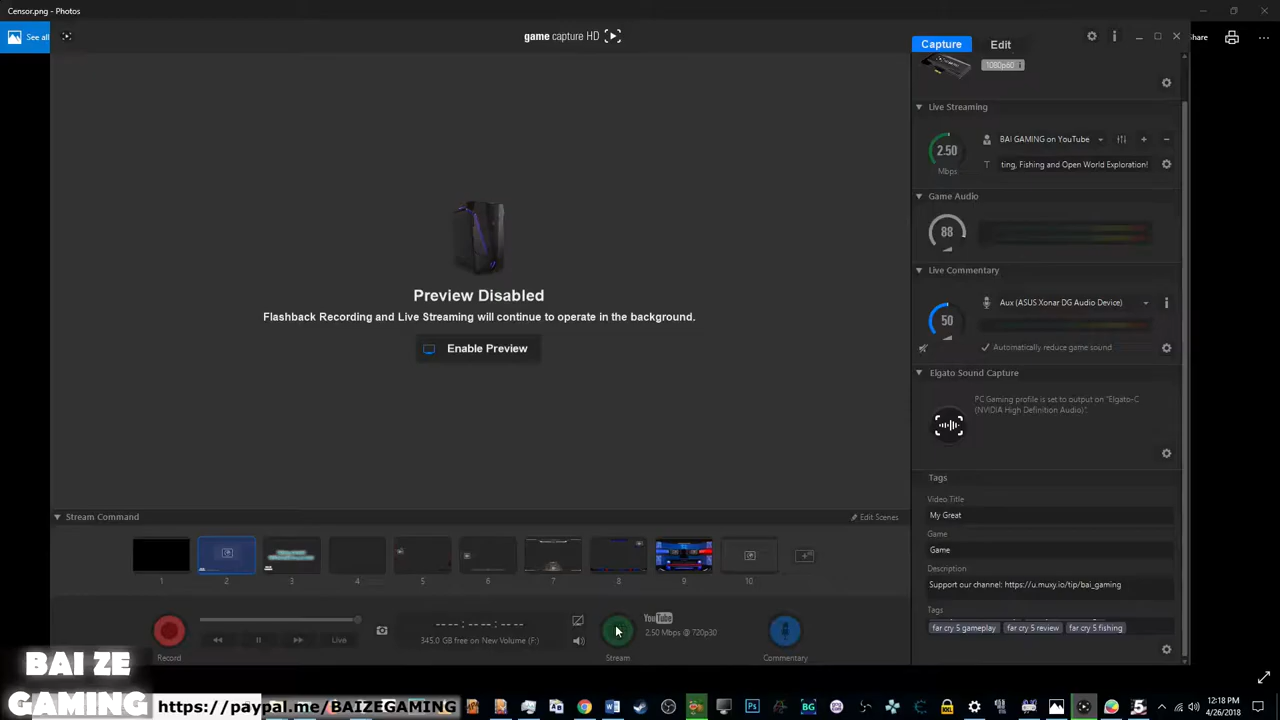 Censor.png - Photos
See all
Share
game capture HD
Capture
Edit
1080p60
Live Streaming
2.50
Mbps
BAI GAMING on YouTube
T
ting, Fishing and Open World Exploration!
Game Audio
88
Live Commentary
50
Aux (ASUS Xonar DG Audio Device)
Automatically reduce game sound
Elgato Sound Capture
PC Gaming profile is set to output on "Elgato-C
(NVIDIA High Definition Audio)".
Preview Disabled
Flashback Recording and Live Streaming will continue to operate in the background.
Enable Preview
Tags
Video Title
My Great
Game
Game
Description
Support our channel: https://u.muxy.io/tip/bai_gaming
Tags
far cry 5 gameplay
far cry 5 review
far cry 5 fishing
Stream Command
Edit Scenes
1 2 3 4 5 6 7 8 9 10
Record
Live
--:--:-- --:--:--
345.0 GB free on New Volume (F:)
Stream
YouTube
2.50 Mbps @ 720p30
Commentary
BAI ZE
GAMING
https://paypal.me/BAIZEGAMING
12:18 PM
4/26/2018